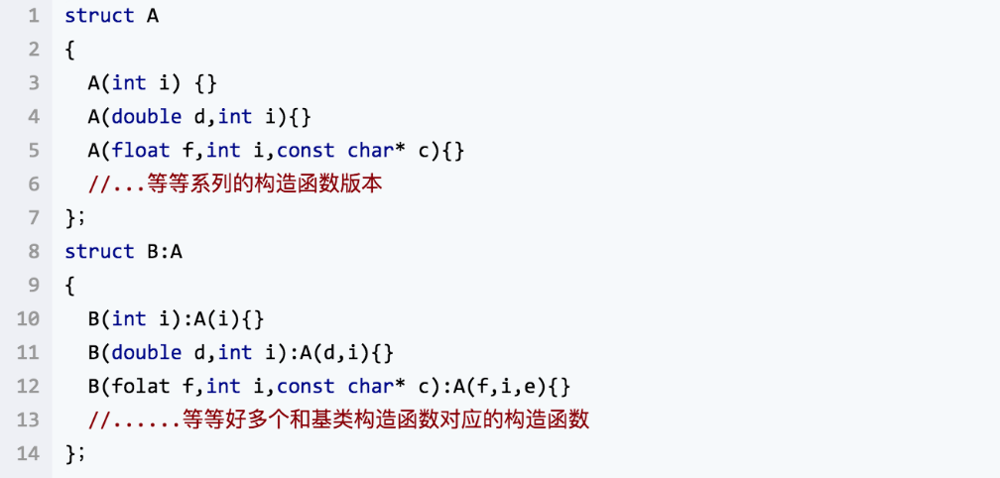 1 struct A
2 {
3   A(int i) {}
4   A(double d,int i){}
5   A(float f,int i,const char* c){}
6   //...等等系列的构造函数版本
7 };
8 struct B:A
9 {
10   B(int i):A(i){}
11   B(double d,int i):A(d,i){}
12   B(folat f,int i,const char* c):A(f,i,e){}
13   //......等等好多个和基类构造函数对应的构造函数
14 };